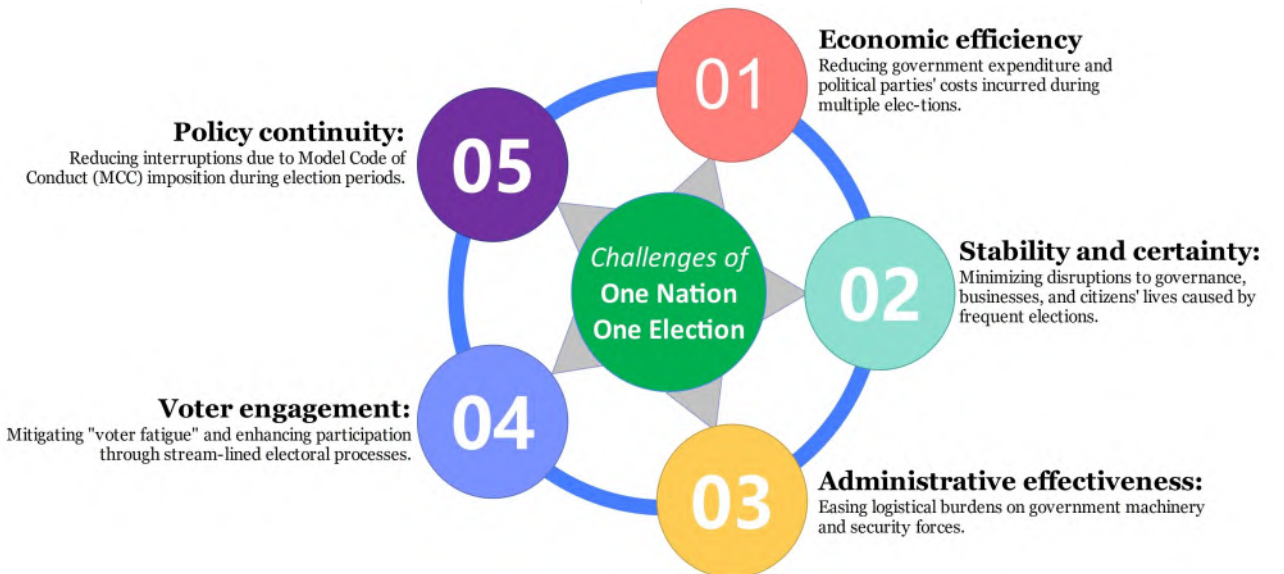 01
Economic efficiency
Reducing government expenditure and
political parties' costs incurred during
multiple elec-tions.
Policy continuity:
Reducing interruptions due to Model Code of
Conduct (MCC) imposition during election periods.
05
Challenges of
One Nation
One Election
02
Stability and certainty:
Minimizing disruptions to governance,
businesses, and citizens' lives caused by
frequent elections.
Voter engagement:
Mitigating "voter fatigue" and enhancing participation
through stream-lined electoral processes.
04
03
Administrative effectiveness:
Easing logistical burdens on government machinery
and security forces.